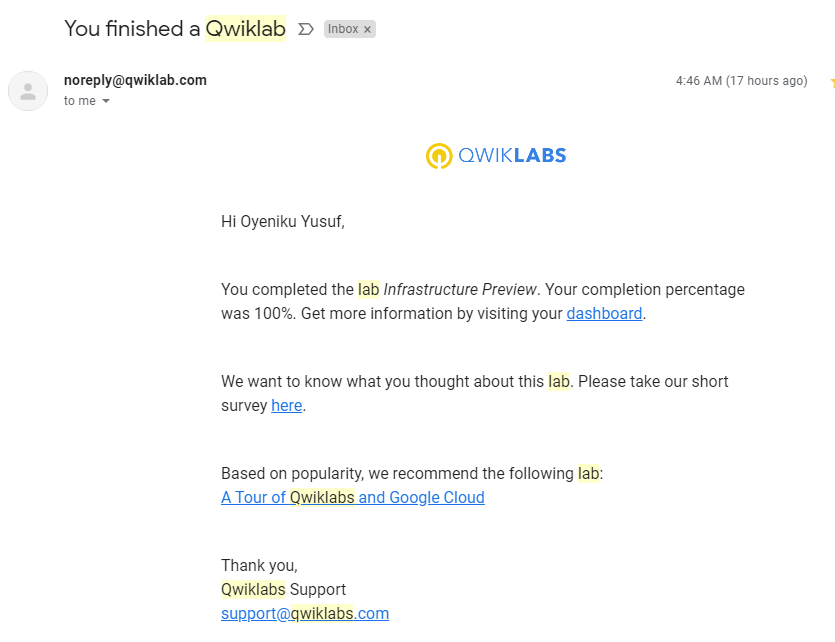 You finished a Qwiklab Inbox ×
noreply@qwiklab.com 4:46 AM (17 hours ago)
to me
QWIKLABS
Hi Oyeniku Yusuf,
You completed the lab Infrastructure Preview. Your completion percentage
was 100%. Get more information by visiting your dashboard.
We want to know what you thought about this lab. Please take our short
survey here.
Based on popularity, we recommend the following lab:
A Tour of Qwiklabs and Google Cloud
Thank you,
Qwiklabs Support
support@qwiklabs.com